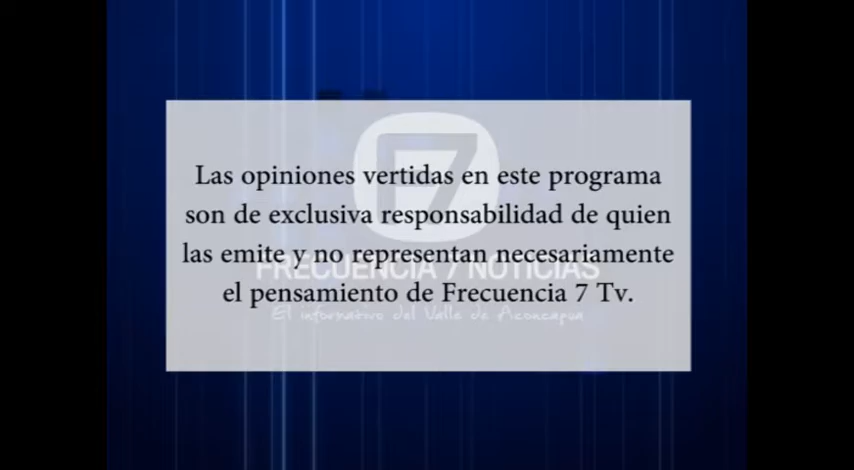 F7
Las opiniones vertidas en este programa
son de exclusiva responsabilidad de quien
las emite y no representan necesariamente
FRECUENCIA 7 NOTICIAS
el pensamiento de Frecuencia 7 Tv.
El informativo del Valle de Aconcagua